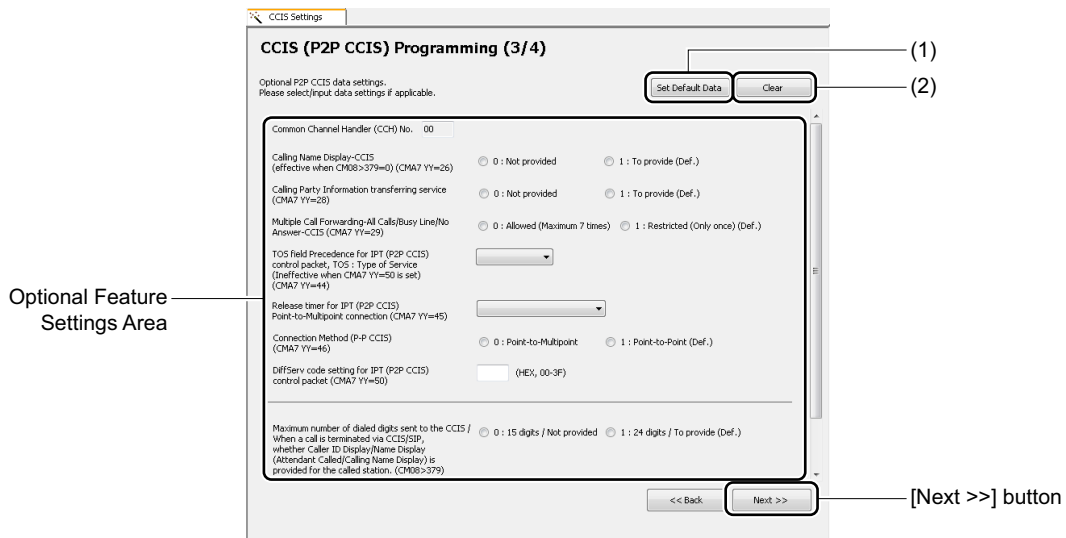 CCIS Settings
CCIS (P2P CCIS) Programming (3/4)
(1)
Optional P2P CCIS data settings.
Please select/input data settings if applicable.
Set Default Data
Clear
(2)
Common Channel Handler (CCH) No. 00
Calling Name Display-CCIS
(effective when CM08>379=0) (CMA7 YY=26)
0 : Not provided
1 : To provide (Def.)
Calling Party Information transferring service
(CMA7 YY=28)
0 : Not provided
1 : To provide (Def.)
Multiple Call Forwarding-All Calls/Busy Line/No
Answer-CCIS (CMA7 YY=29)
0 : Allowed (Maximum 7 times)
1 : Restricted (Only once) (Def.)
TOS field Precedence for IPT (P2P CCIS)
control packet, TOS : Type of Service
(Ineffective when CMA7 YY=50 is set)
(CMA7 YY=44)
Optional Feature
Settings Area
Release timer for IPT (P2P CCIS)
Point-to-Multipoint connection (CMA7 YY=45)
Connection Method (P-P CCIS)
(CMA7 YY=46)
0 : Point-to-Multipoint
1 : Point-to-Point (Def.)
DiffServ code setting for IPT (P2P CCIS)
control packet (CMA7 YY=50)
(HEX, 00-3F)
Maximum number of dialed digits sent to the CCIS /
When a call is terminated via CCIS/SIP,
whether Caller ID Display/Name Display
(Attendant Called/Calling Name Display) is
provided for the called station. (CM08>379)
0 : 15 digits / Not provided
1 : 24 digits / To provide (Def.)
<< Back
Next >>
[Next >>] button